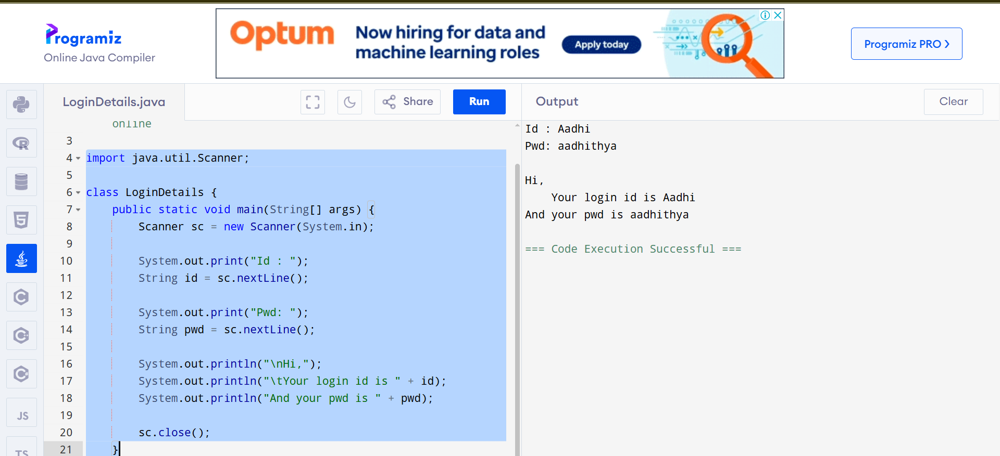 Optum
Now hiring for data and
machine learning roles
Apply today
Programiz
Online Java Compiler
Programiz PRO ❯
LoginDetails.java
Share
Run
Output
Clear
online
3
4 import java.util.Scanner;
5
6 class LoginDetails {
7     public static void main(String[] args) {
8         Scanner sc = new Scanner(System.in);
9
10         System.out.print("Id : ");
11         String id = sc.nextLine();
12
13         System.out.print("Pwd: ");
14         String pwd = sc.nextLine();
15
16         System.out.println("\nHi,");
17         System.out.println("\tYour login id is " + id);
18         System.out.println("And your pwd is " + pwd);
19
20         sc.close();
21     }
Id : Aadhi
Pwd: aadhithya
Hi,
    Your login id is Aadhi
And your pwd is aadhithya
=== Code Execution Successful ===
R
5
C
C++
C#
JS
TS